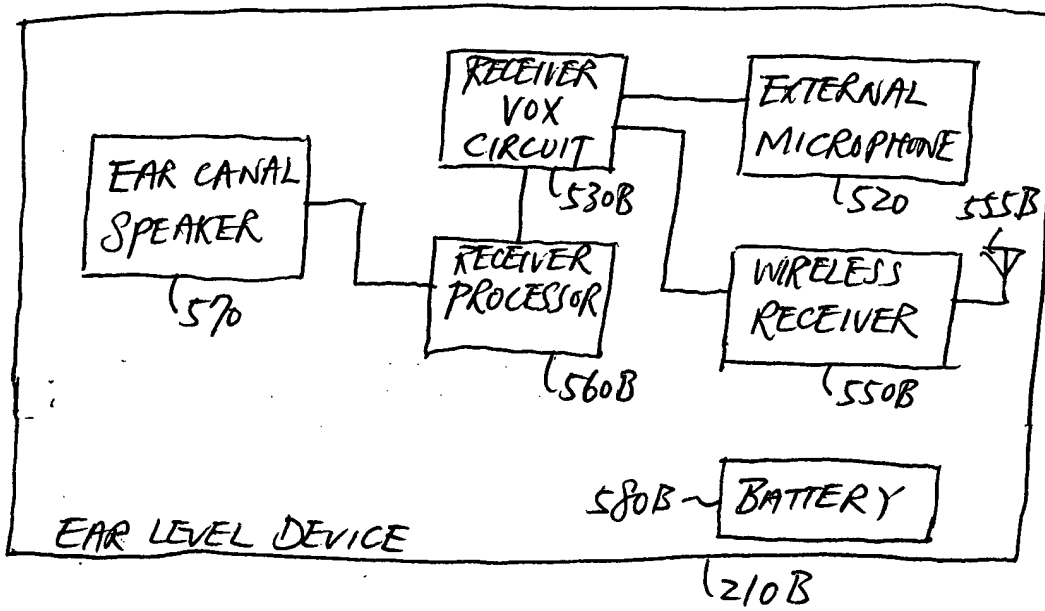 RECEIVER
VOX
CIRCUIT
530B
EXTERNAL
MICROPHONE
520
555B
EAR CANAL
SPEAKER
570
RECEIVER
PROCESSOR
560B
WIRELESS
RECEIVER
550B
580B
BATTERY
EAR LEVEL DEVICE
210B